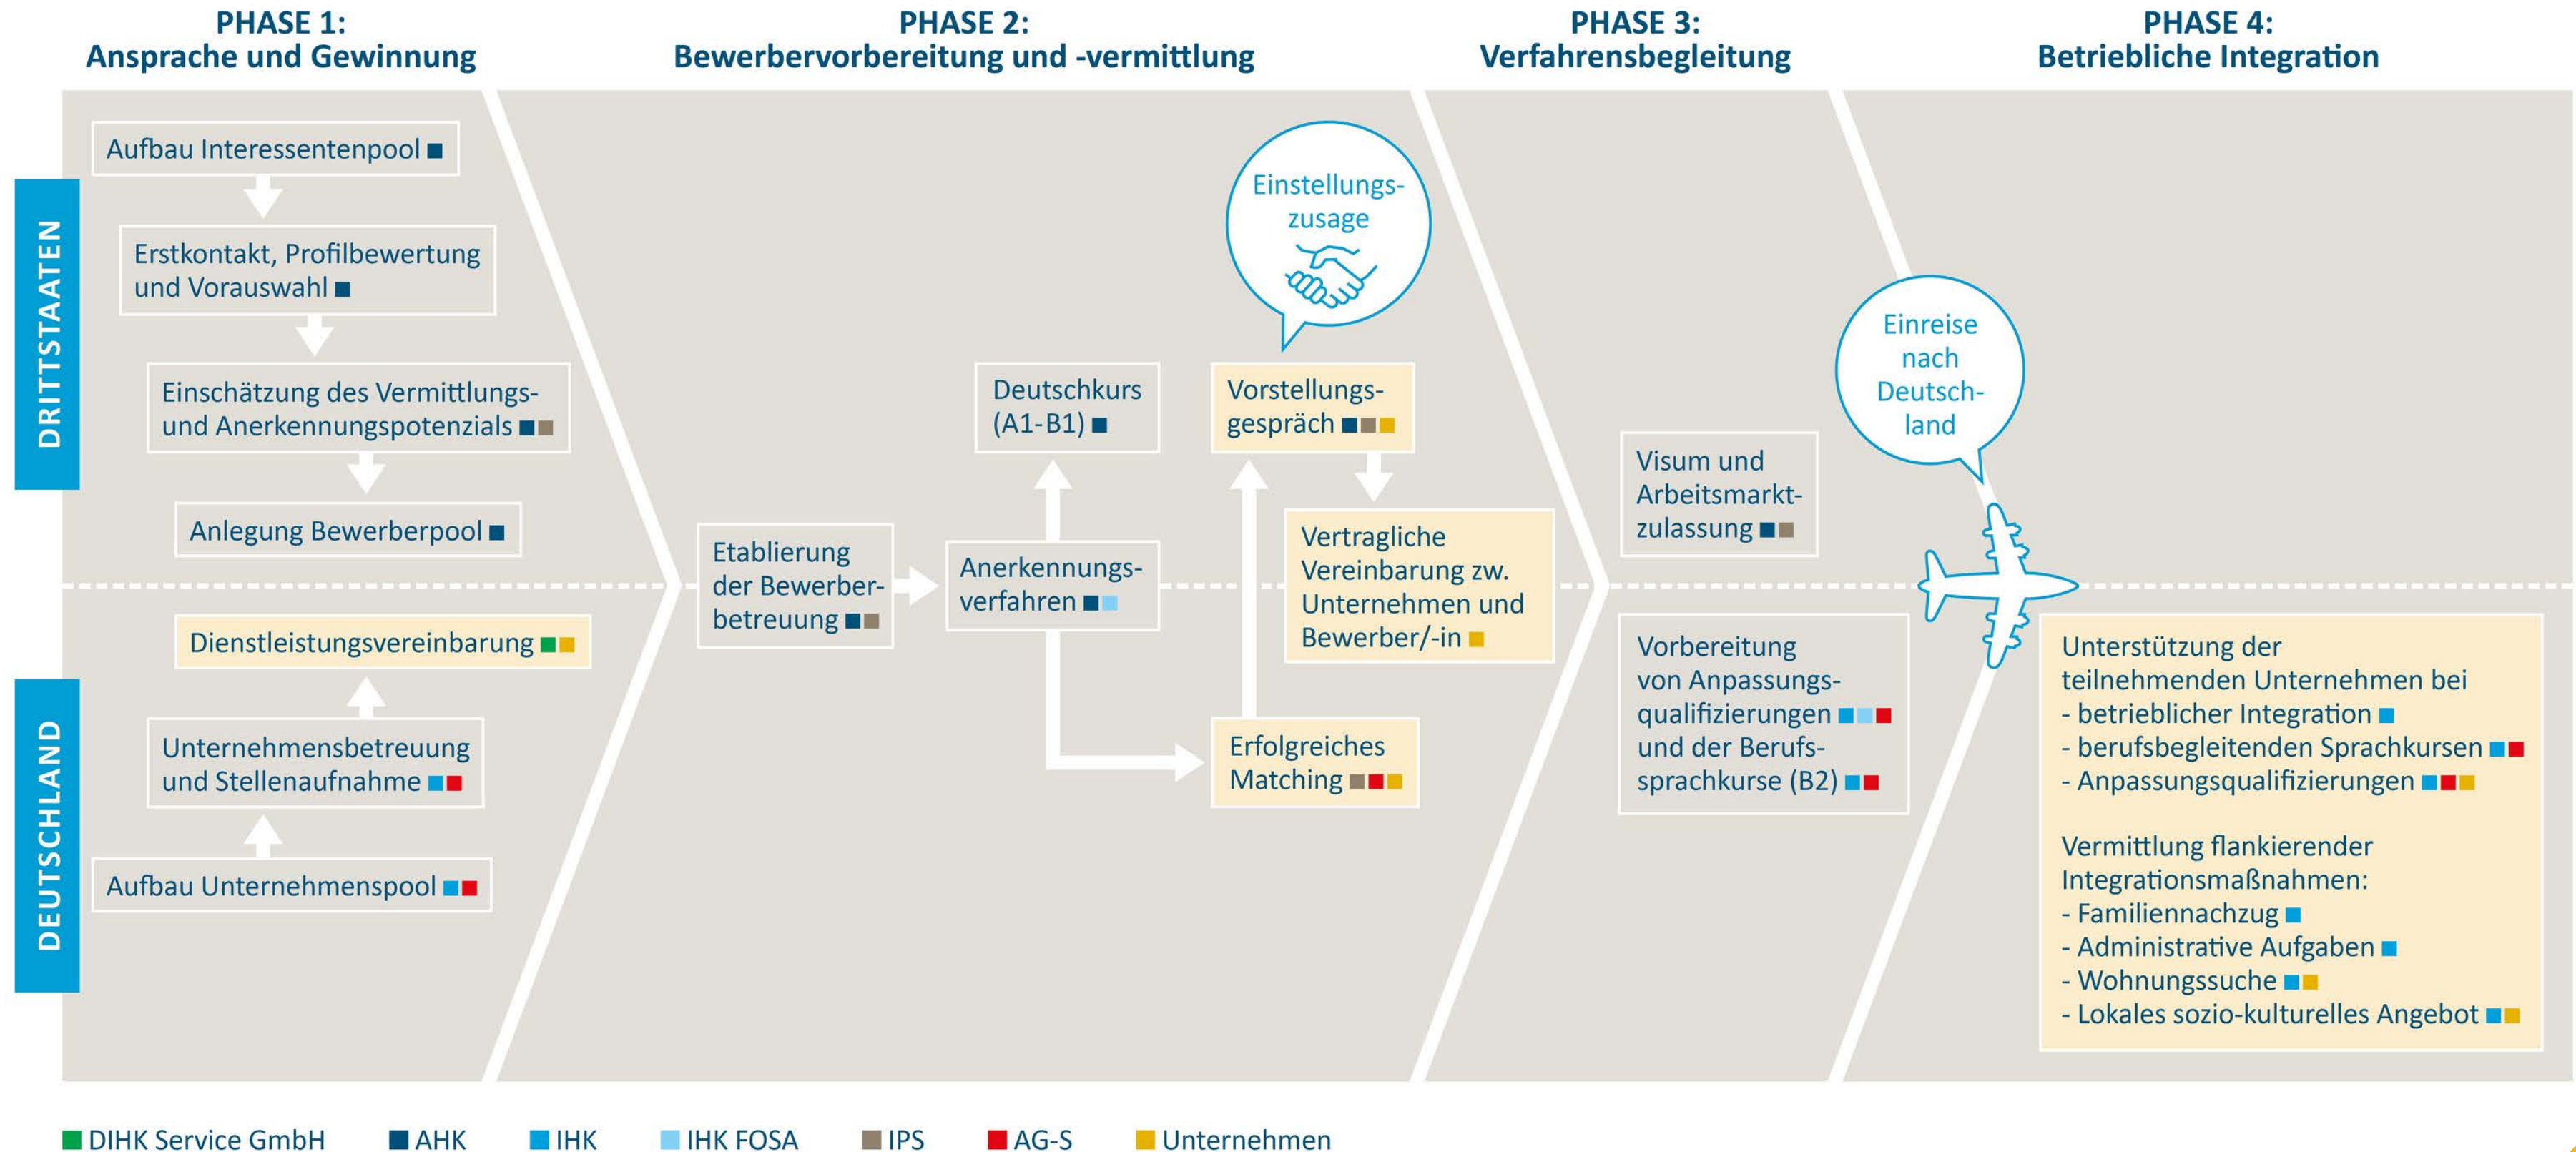 PHASE 1:
Ansprache und Gewinnung
PHASE 2:
Bewerbervorbereitung und -vermittlung
PHASE 3:
Verfahrensbegleitung
PHASE 4:
Betriebliche Integration
DRITTSTAATEN
Aufbau Interessentenpool
Erstkontakt, Profilbewertung
und Vorauswahl
Einschätzung des Vermittlungs-
und Anerkennungspotenzials
Anlegung Bewerberpool
DEUTSCHLAND
Dienstleistungsvereinbarung
Unternehmensbetreuung
und Stellenaufnahme
Aufbau Unternehmenspool
Etablierung
der Bewerber-
betreuung
Anerkennungs-
verfahren
Deutschkurs
(A1-B1)
Erfolgreiches
Matching
Vorstellungs-
gespräch
Einstellungs-
zusage
Vertragliche
Vereinbarung zw.
Unternehmen und
Bewerber/-in
Visum und
Arbeitsmarkt-
zulassung
Vorbereitung
von Anpassungs-
qualifizierungen
und der Berufs-
sprachkurse (B2)
Einreise
nach
Deutsch-
land
Unterstützung der
teilnehmenden Unternehmen bei
- betrieblicher Integration
- berufsbegleitenden Sprachkursen
- Anpassungsqualifizierungen
Vermittlung flankierender
Integrationsmaßnahmen:
- Familiennachzug
- Administrative Aufgaben
- Wohnungssuche
- Lokales sozio-kulturelles Angebot
DIHK Service GmbH
AHK
IHK
IHK FOSA
IPS
AG-S
Unternehmen